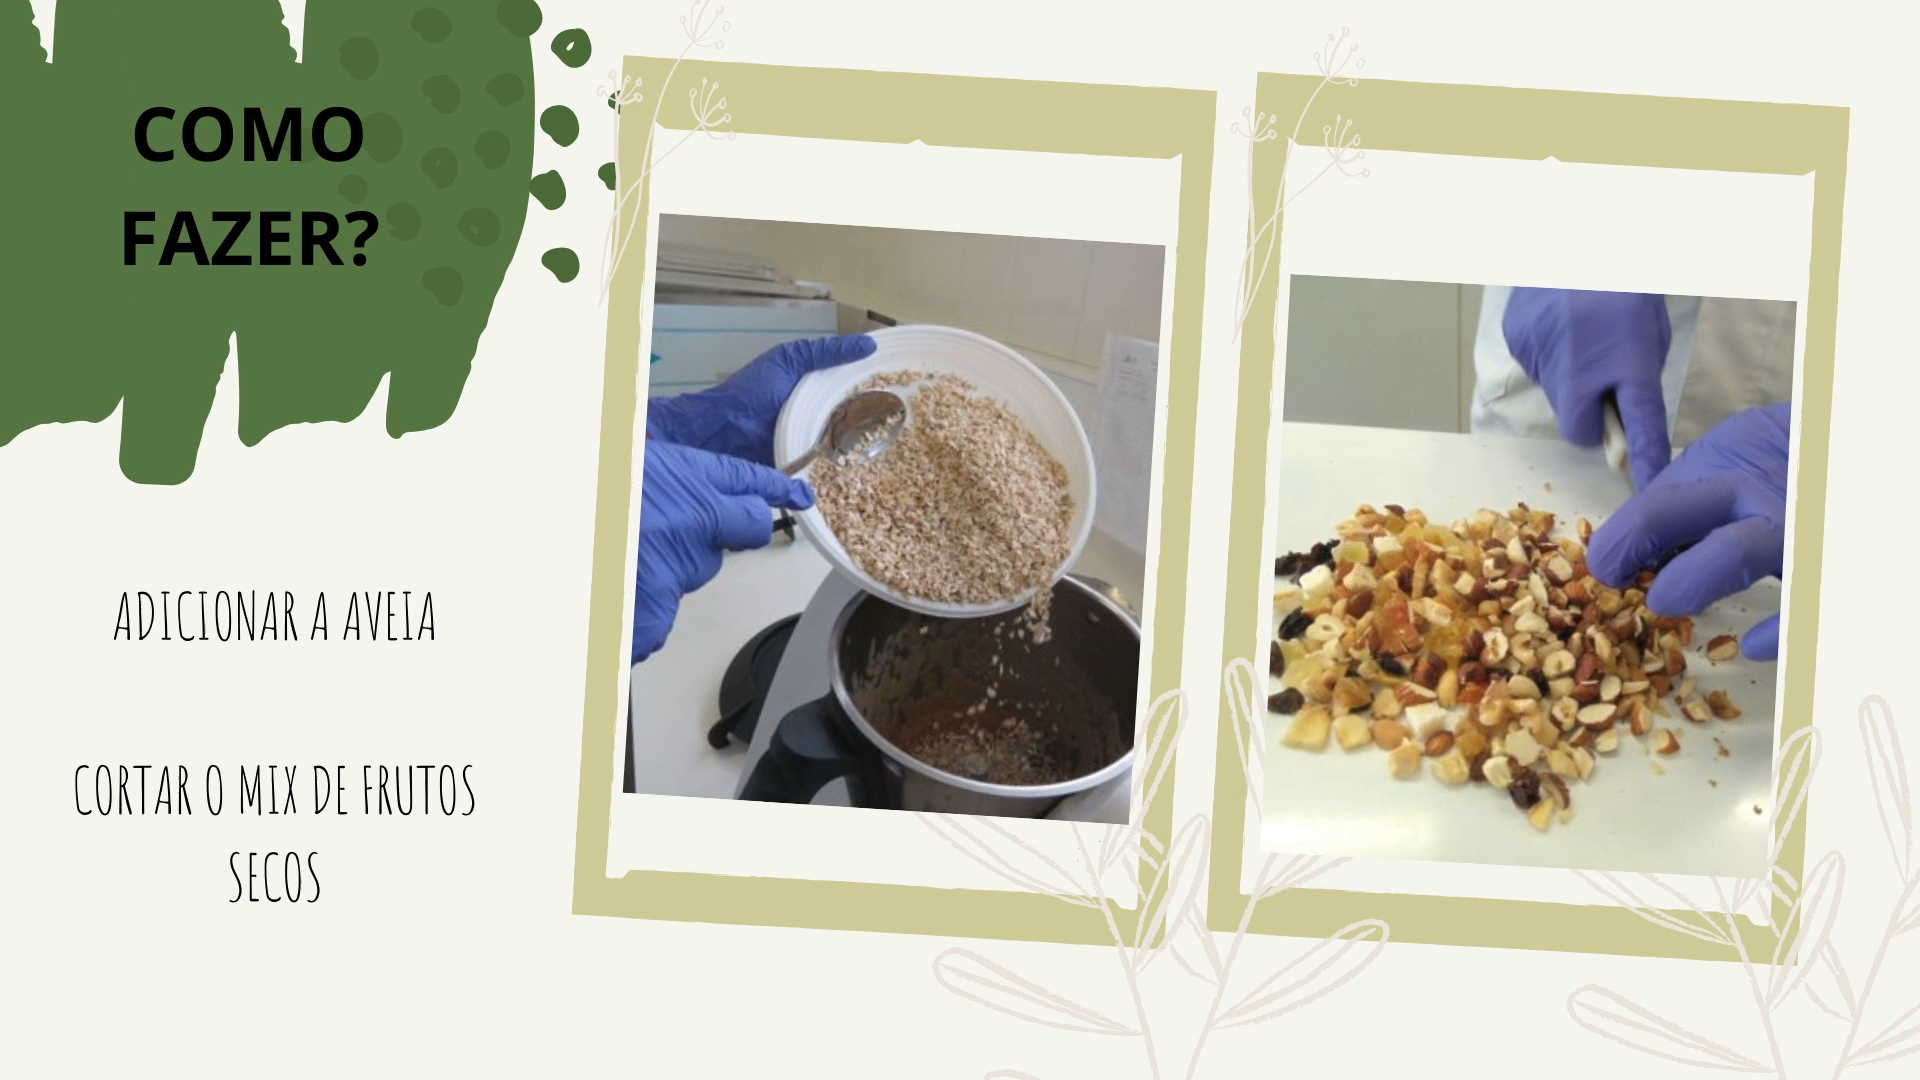 COMO
FAZER?
ADICIONAR A AVEIA
CORTAR O MIX DE FRUTOS
SECOS